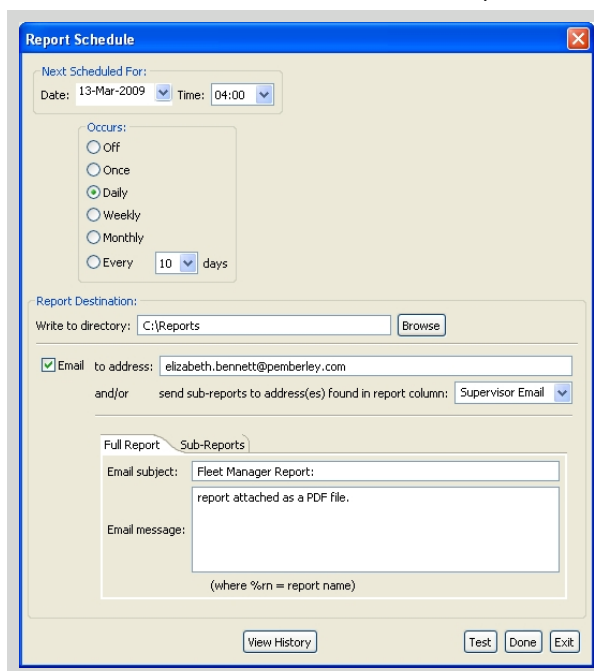 Report Schedule
Next Scheduled For:
Date: 13-Mar-2009 Time: 04:00
Occurs:
Off
Once
Daily
Weekly
Monthly
Every 10 days
Report Destination:
Write to directory: C:\Reports Browse
Email to address: elizabeth.bennett@pemberley.com
and/or send sub-reports to address(es) found in report column: Supervisor Email
Full Report Sub-Reports
Email subject: Fleet Manager Report:
report attached as a PDF file.
Email message:
(where %rn = report name)
View History Test Done Exit